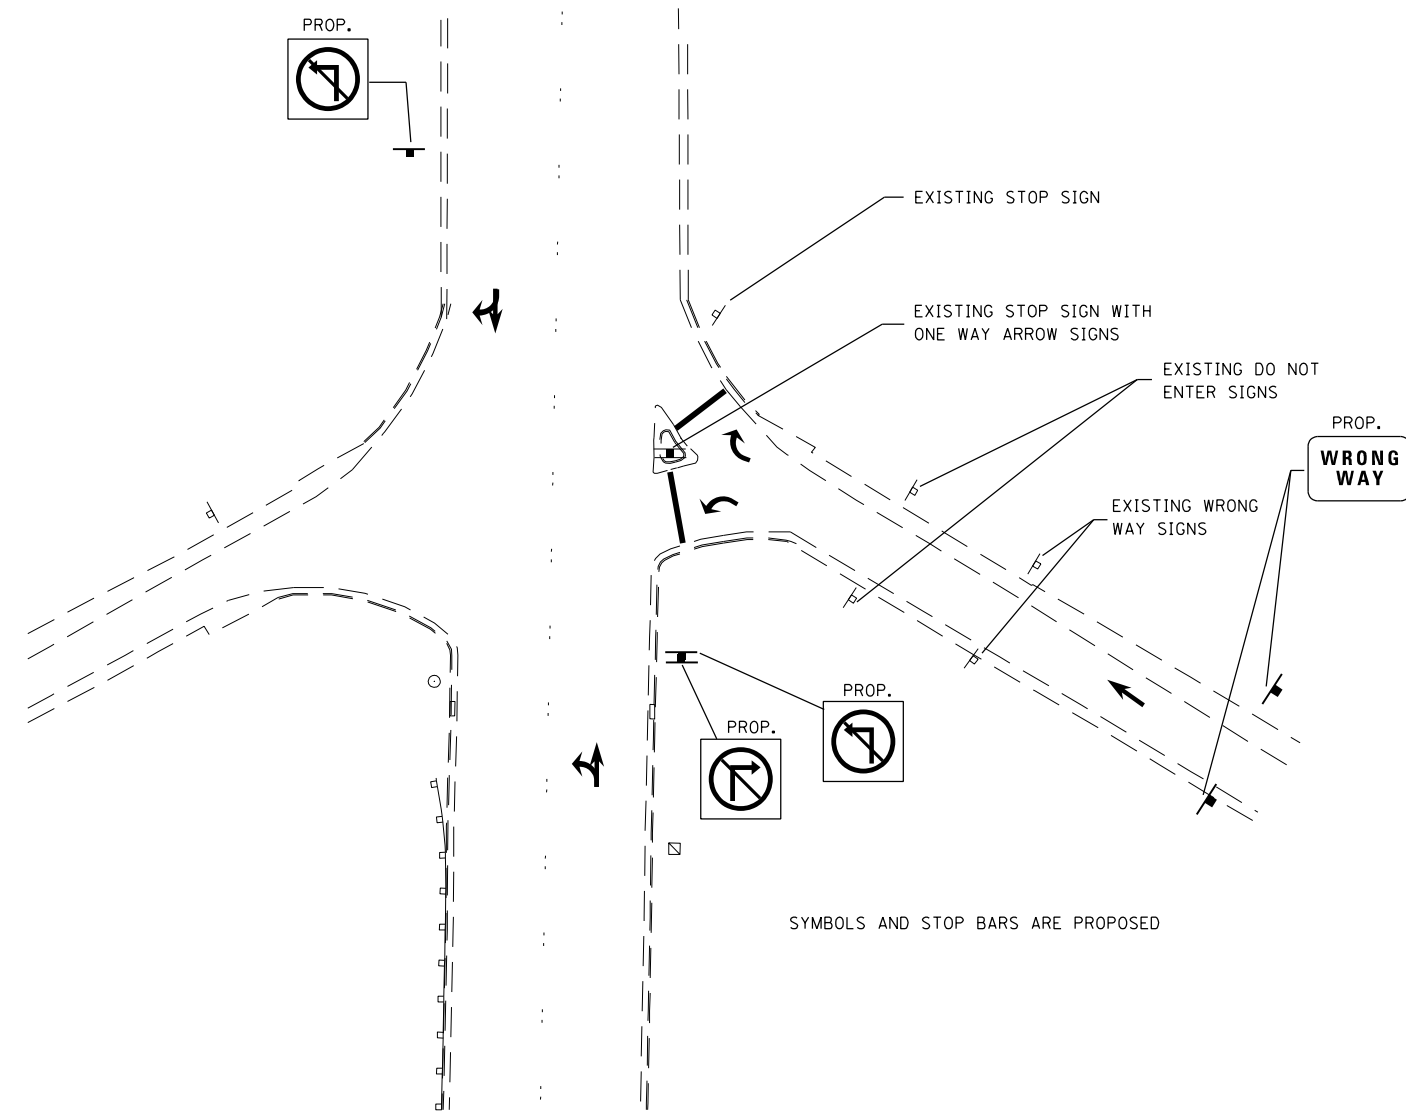 PROP.
EXISTING STOP SIGN
EXISTING STOP SIGN WITH
ONE WAY ARROW SIGNS
EXISTING DO NOT
ENTER SIGNS
PROP.
WRONG
WAY
EXISTING WRONG
WAY SIGNS
PROP.
PROP.
SYMBOLS AND STOP BARS ARE PROPOSED